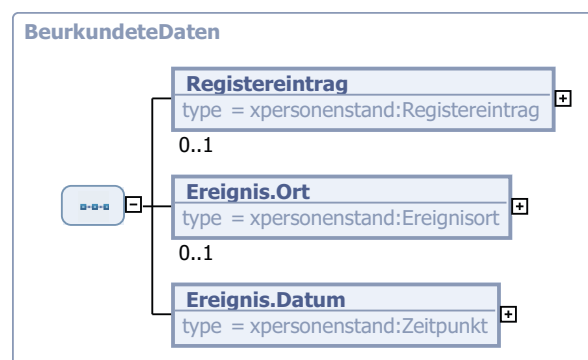 BeurkundeteDaten
Registereintrag
type = xpersonenstand:Registereintrag
0..1
Ereignis.Ort
type = xpersonenstand:Ereignisort
0..1
Ereignis.Datum
type = xpersonenstand:Zeitpunkt